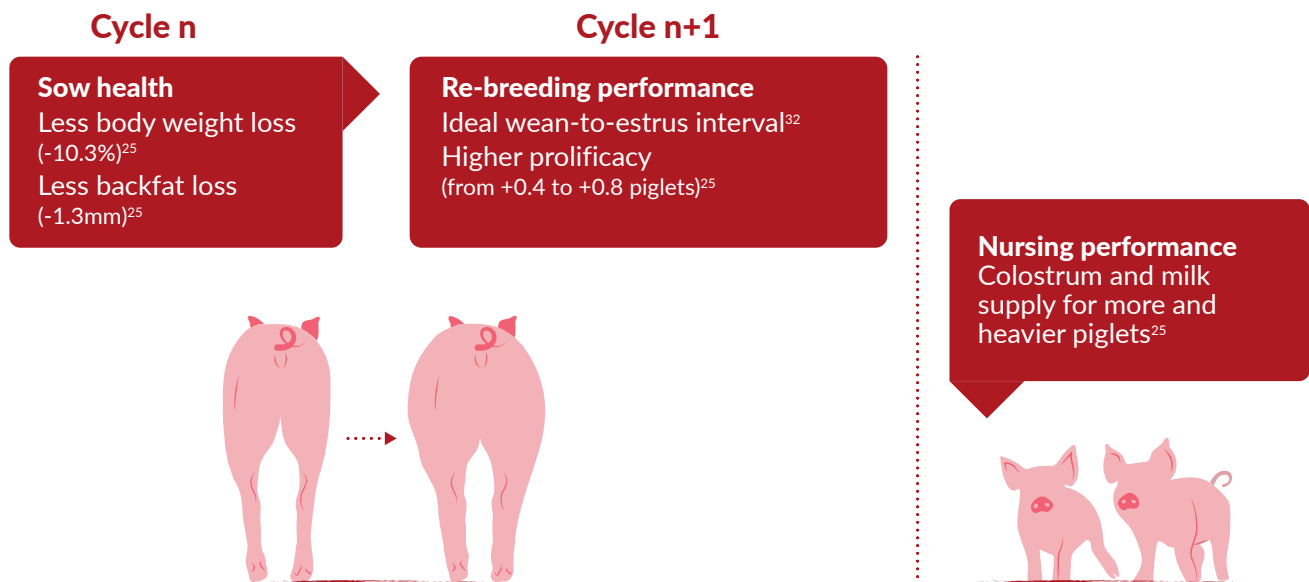 Cycle n
Sow health
Less body weight loss
(-10.3%)²⁵
Less backfat loss
(-1.3mm)²⁵
Cycle n+1
Re-breeding performance
Ideal wean-to-estrus interval³²
Higher prolificacy
(from +0.4 to +0.8 piglets)²⁵
Nursing performance
Colostrum and milk
supply for more and
heavier piglets²⁵